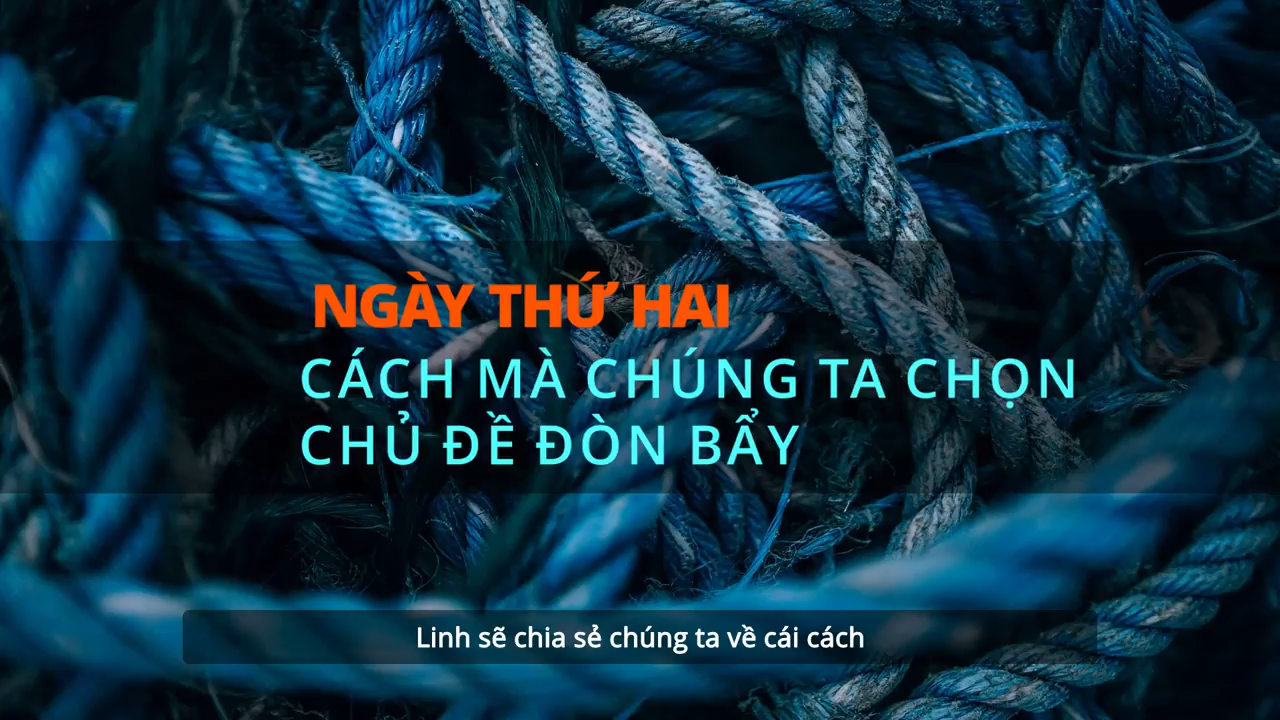 NGÀY THỨ HAI
CÁCH MÀ CHÚNG TA CHỌN
CHỦ ĐỀ ĐÒN BẨY
Linh sẽ chia sẻ chúng ta về cái cách